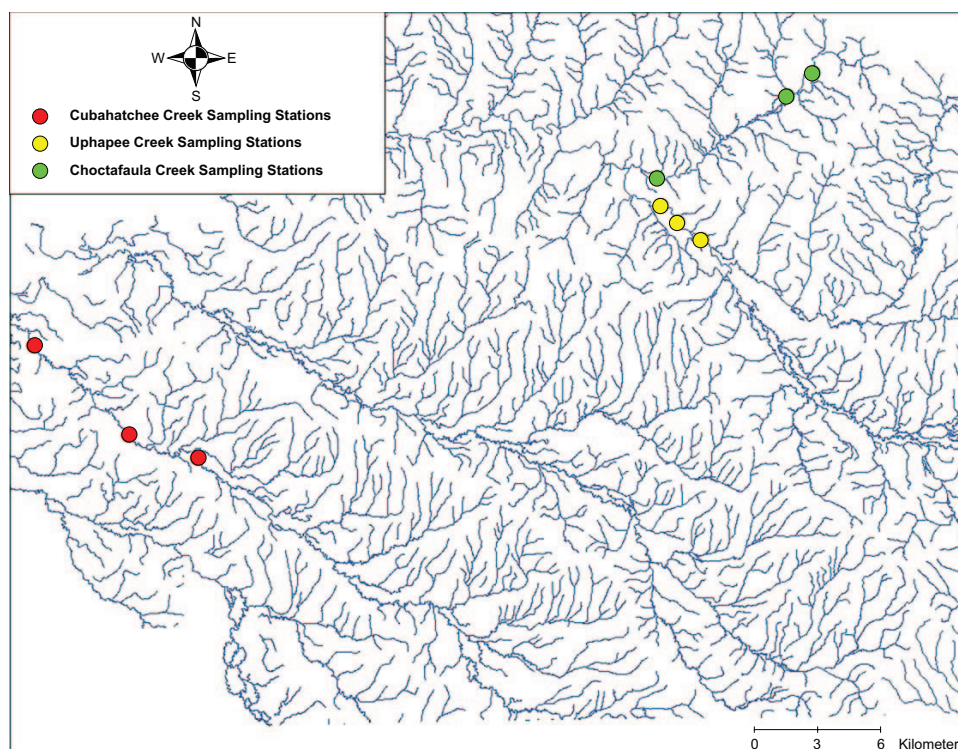 N
W E
S
Cubahatchee Creek Sampling Stations
Uphapee Creek Sampling Stations
Choctafaula Creek Sampling Stations
0 3 6 Kilometer